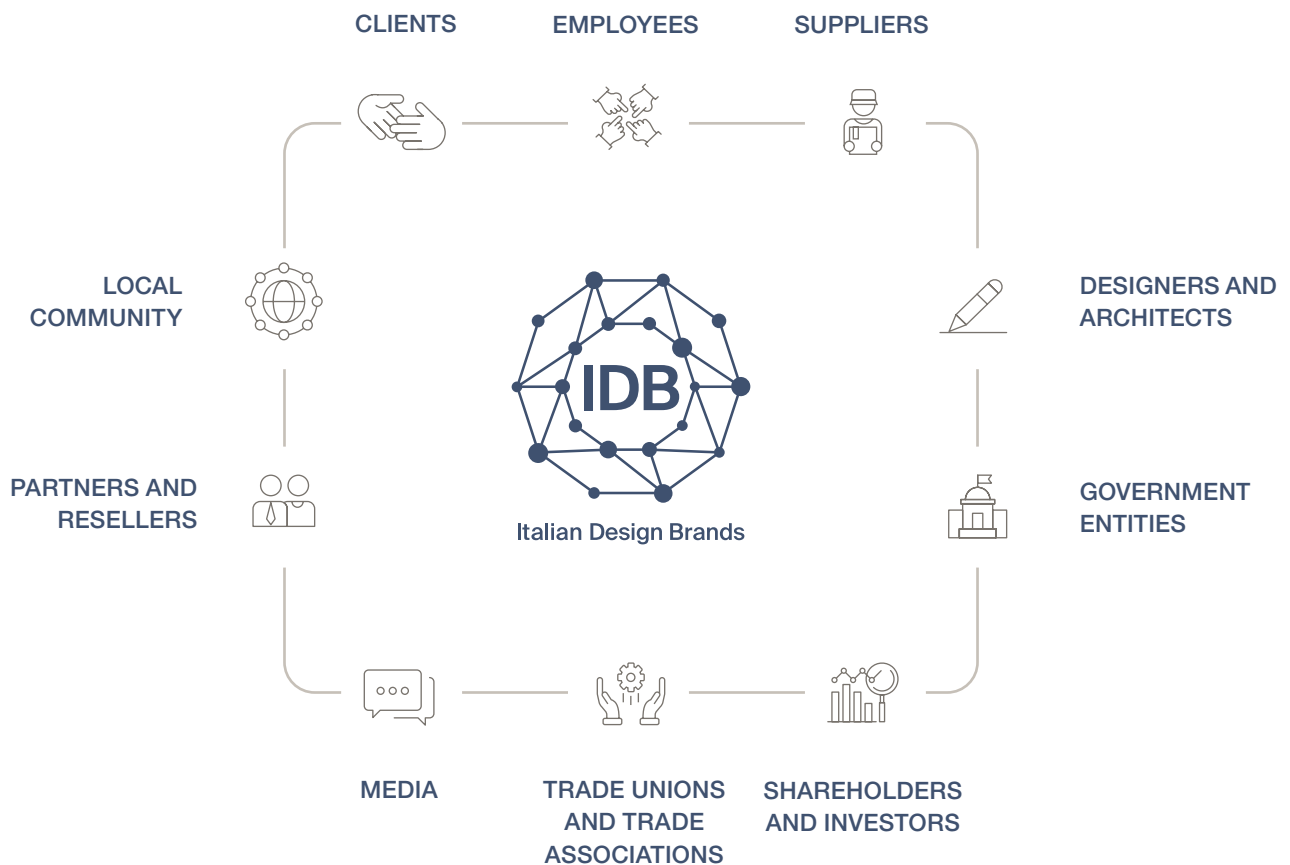 CLIENTS
EMPLOYEES
SUPPLIERS
LOCAL
COMMUNITY
DESIGNERS AND
ARCHITECTS
IDB
Italian Design Brands
PARTNERS AND
RESELLERS
GOVERNMENT
ENTITIES
MEDIA
TRADE UNIONS
AND TRADE
ASSOCIATIONS
SHAREHOLDERS
AND INVESTORS